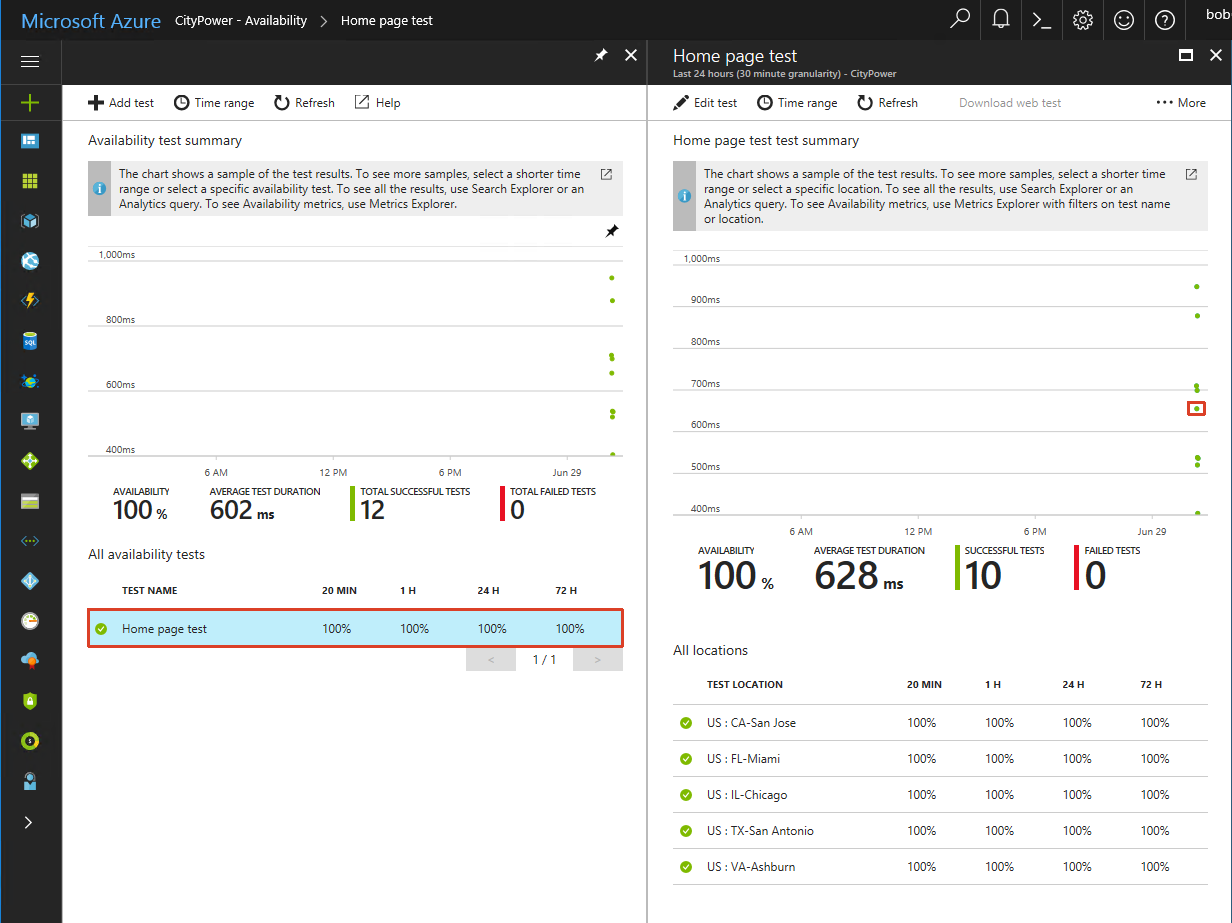 Microsoft Azure CityPower - Availability > Home page test bob
Add test Time range Refresh Help
Availability test summary
The chart shows a sample of the test results. To see more samples, select a shorter time
range or select a specific availability test. To see all the results, use Search Explorer or an
Analytics query. To see Availability metrics, use Metrics Explorer.
1,000ms
800ms
600ms
400ms
6 AM 12 PM 6 PM Jun 29
AVAILABILITY AVERAGE TEST DURATION TOTAL SUCCESSFUL TESTS TOTAL FAILED TESTS
100 % 602 ms 12 0
All availability tests
TEST NAME 20 MIN 1 H 24 H 72 H
Home page test 100% 100% 100% 100%
< 1 / 1 >
Home page test
Last 24 hours (30 minute granularity) - CityPower
Edit test Time range Refresh Download web test More
Home page test test summary
The chart shows a sample of the test results. To see more samples, select a shorter time
range or select a specific location. To see all the results, use Search Explorer or an
Analytics query. To see Availability metrics, use Metrics Explorer with filters on test name
or location.
1,000ms
900ms
800ms
700ms
600ms
500ms
400ms
6 AM 12 PM 6 PM Jun 29
AVAILABILITY AVERAGE TEST DURATION SUCCESSFUL TESTS FAILED TESTS
100 % 628 ms 10 0
All locations
TEST LOCATION 20 MIN 1 H 24 H 72 H
US : CA-San Jose 100% 100% 100% 100%
US : FL-Miami 100% 100% 100% 100%
US : IL-Chicago 100% 100% 100% 100%
US : TX-San Antonio 100% 100% 100% 100%
US : VA-Ashburn 100% 100% 100% 100%